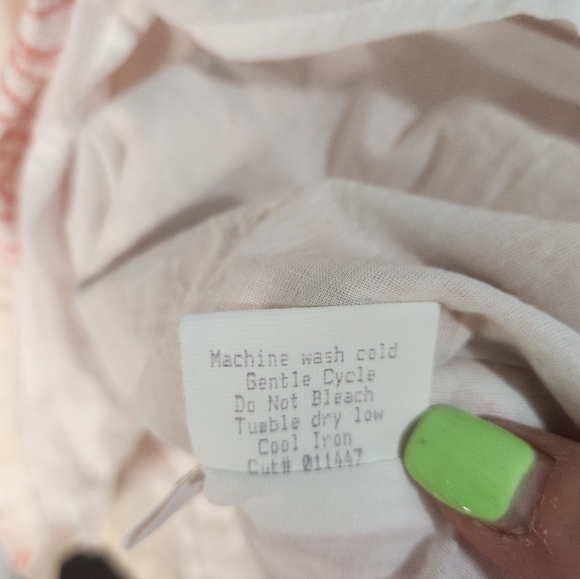 Machine wash cold
Gentle Cycle
Do Not Bleach
Tumble dry low
Cool Iron
Cut# 011447